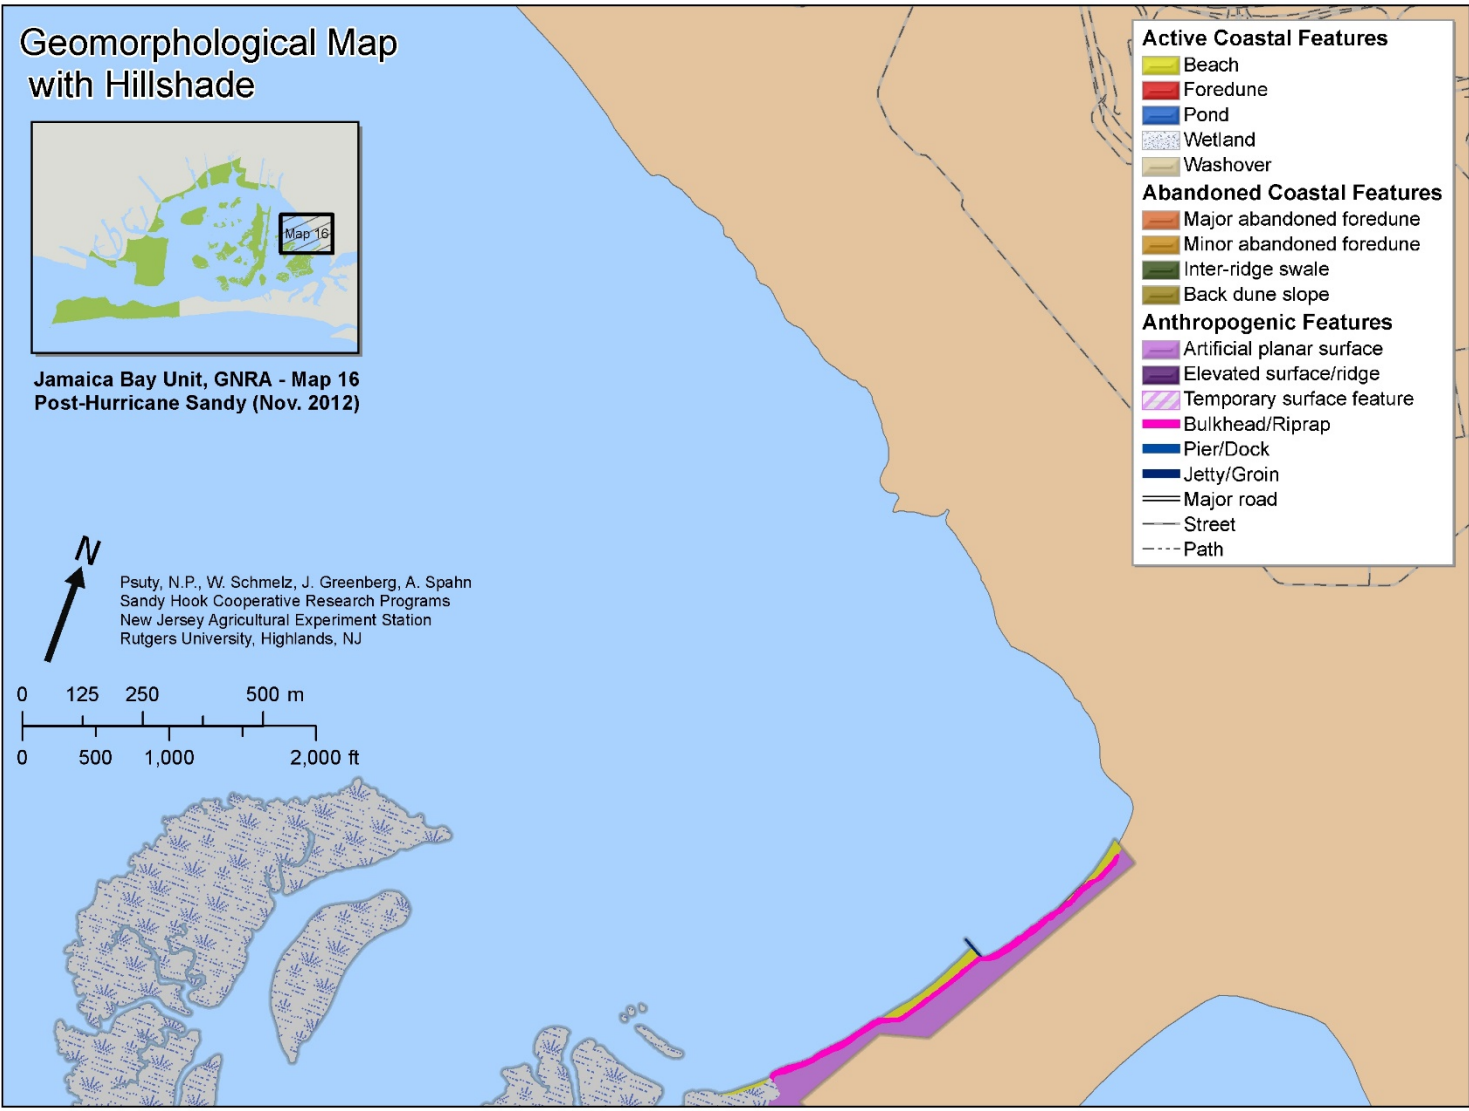 Geomorphological Map
with Hillshade
Map 16
Jamaica Bay Unit, GNRA - Map 16
Post-Hurricane Sandy (Nov. 2012)
N
Psuty, N.P., W. Schmelz, J. Greenberg, A. Spahn
Sandy Hook Cooperative Research Programs
New Jersey Agricultural Experiment Station
Rutgers University, Highlands, NJ
0 125 250 500 m
0 500 1,000 2,000 ft
Active Coastal Features
Beach
Foredune
Pond
Wetland
Washover
Abandoned Coastal Features
Major abandoned foredune
Minor abandoned foredune
Inter-ridge swale
Back dune slope
Anthropogenic Features
Artificial planar surface
Elevated surface/ridge
Temporary surface feature
Bulkhead/Riprap
Pier/Dock
Jetty/Groin
Major road
Street
Path